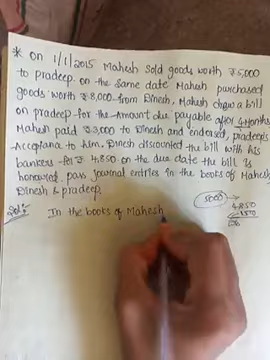 * On 1/1/2015 Mahesh Sold goods worth ₹5,000
to pradeep. on the same date Mahesh purchased
goods worth ₹8,000 from Dinesh, Mahesh drew a bill
on pradeep for the Amount due payable after 4 Months
Mahesh paid ₹3,000 to Dinesh and endorsed, pradeep's
Acceptana to him. Dinesh discounted the bill with his
bankers for ₹ 4,850 on the due date the bill is
honoured. pass journal entries in the books of Mahesh
Dinesh & pradeep.
In the books of Mahesh
5000
4,850
150